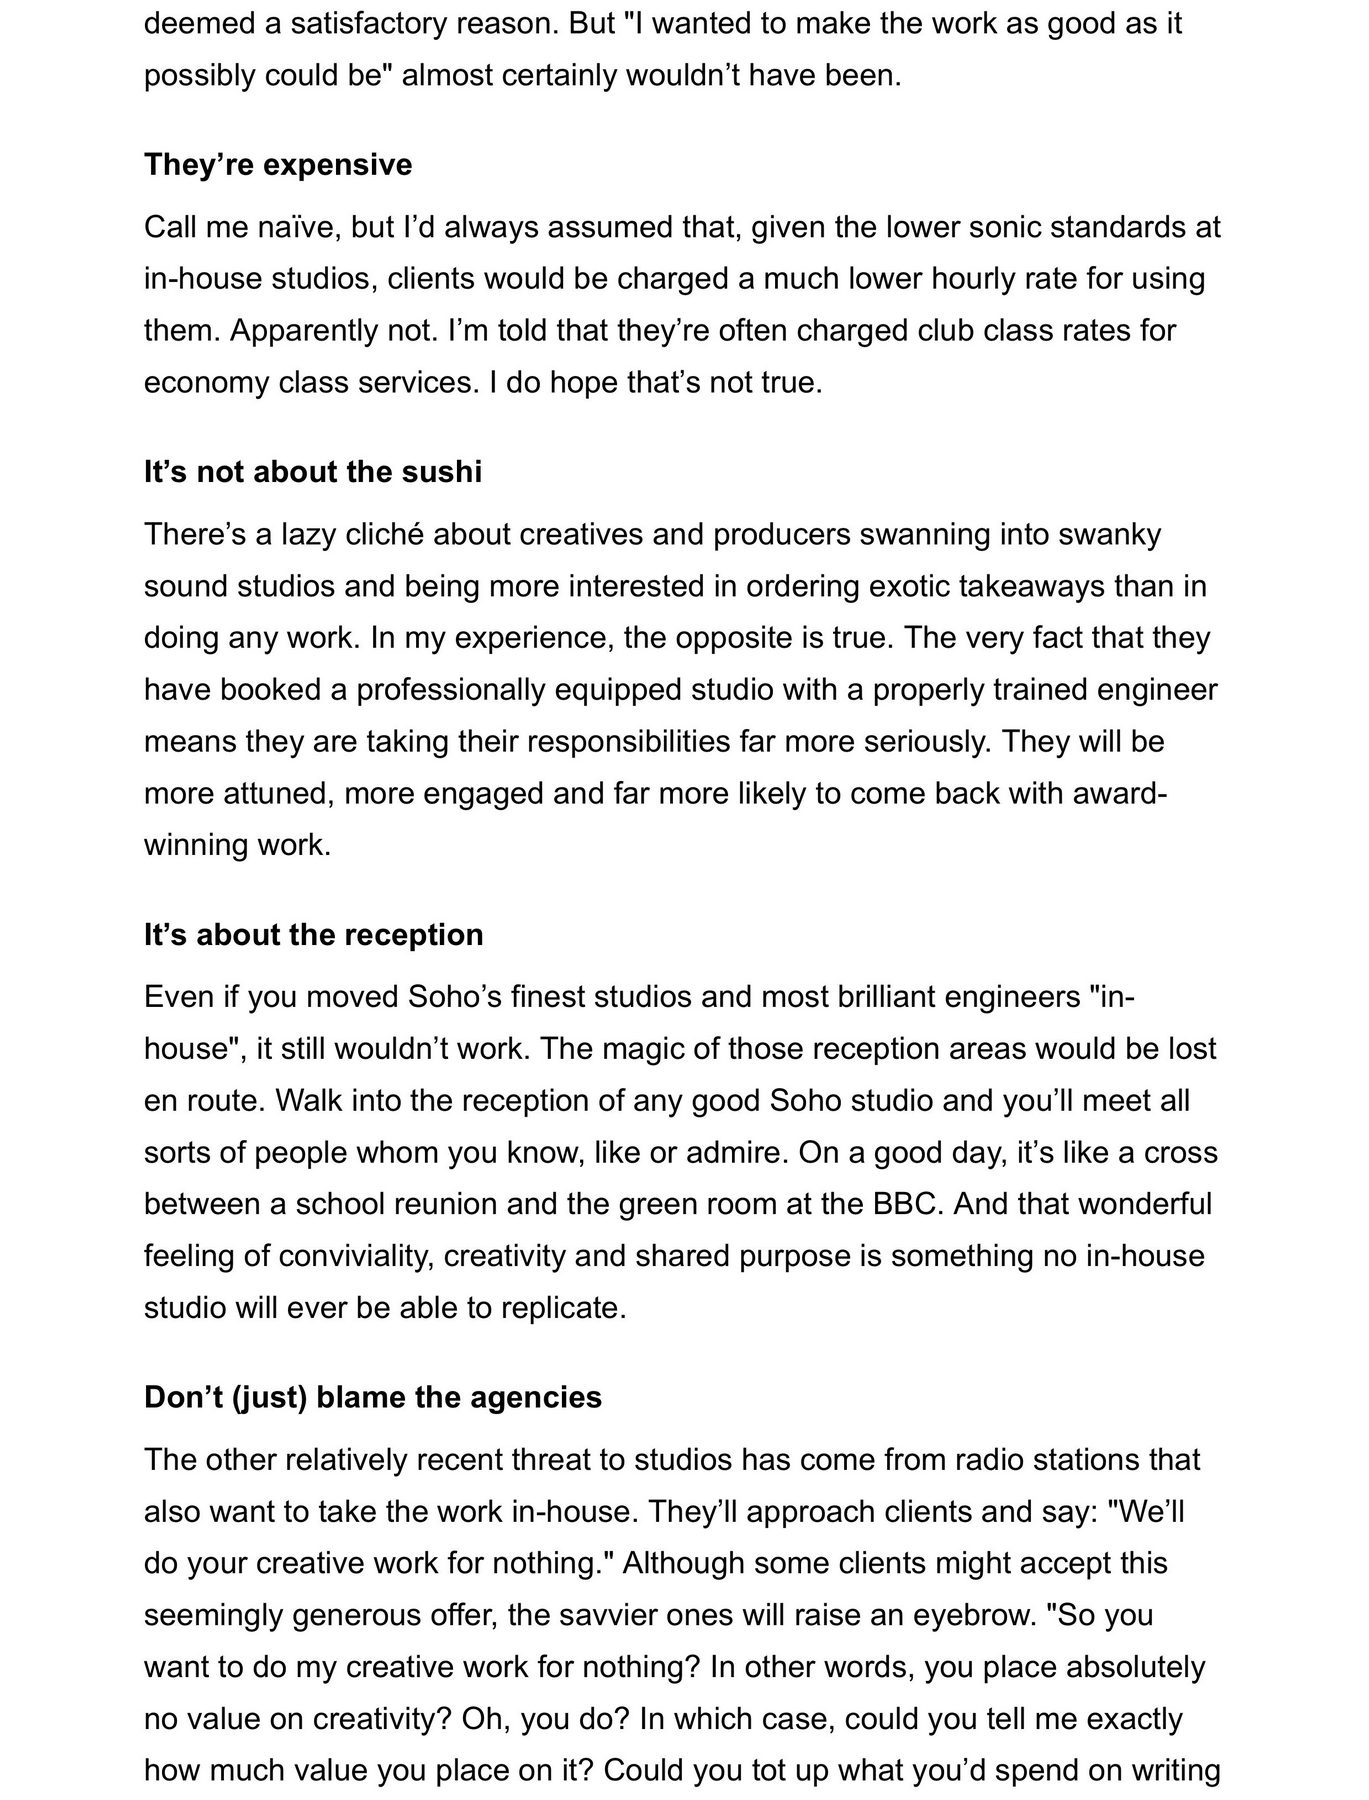 deemed a satisfactory reason. But "I wanted to make the work as good as it
possibly could be" almost certainly wouldn’t have been.
They’re expensive
Call me naïve, but I’d always assumed that, given the lower sonic standards at
in-house studios, clients would be charged a much lower hourly rate for using
them. Apparently not. I’m told that they’re often charged club class rates for
economy class services. I do hope that’s not true.
It’s not about the sushi
There’s a lazy cliché about creatives and producers swanning into swanky
sound studios and being more interested in ordering exotic takeaways than in
doing any work. In my experience, the opposite is true. The very fact that they
have booked a professionally equipped studio with a properly trained engineer
means they are taking their responsibilities far more seriously. They will be
more attuned, more engaged and far more likely to come back with award-
winning work.
It’s about the reception
Even if you moved Soho’s finest studios and most brilliant engineers "in-
house", it still wouldn’t work. The magic of those reception areas would be lost
en route. Walk into the reception of any good Soho studio and you’ll meet all
sorts of people whom you know, like or admire. On a good day, it’s like a cross
between a school reunion and the green room at the BBC. And that wonderful
feeling of conviviality, creativity and shared purpose is something no in-house
studio will ever be able to replicate.
Don’t (just) blame the agencies
The other relatively recent threat to studios has come from radio stations that
also want to take the work in-house. They’ll approach clients and say: "We’ll
do your creative work for nothing." Although some clients might accept this
seemingly generous offer, the savvier ones will raise an eyebrow. "So you
want to do my creative work for nothing? In other words, you place absolutely
no value on creativity? Oh, you do? In which case, could you tell me exactly
how much value you place on it? Could you tot up what you’d spend on writing